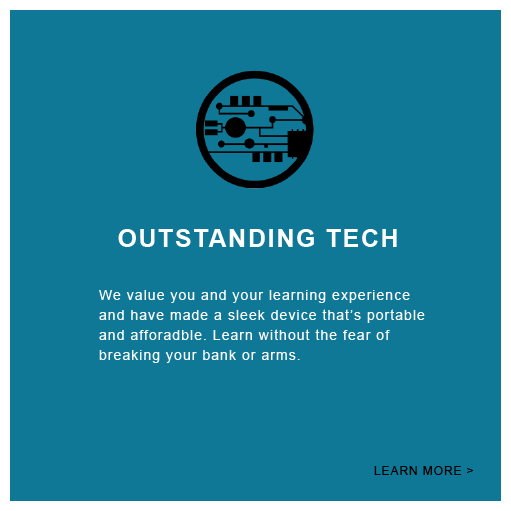 OUTSTANDING TECH
We value you and your learning experience
and have made a sleek device that's portable
and afforadble. Learn without the fear of
breaking your bank or arms.
LEARN MORE >